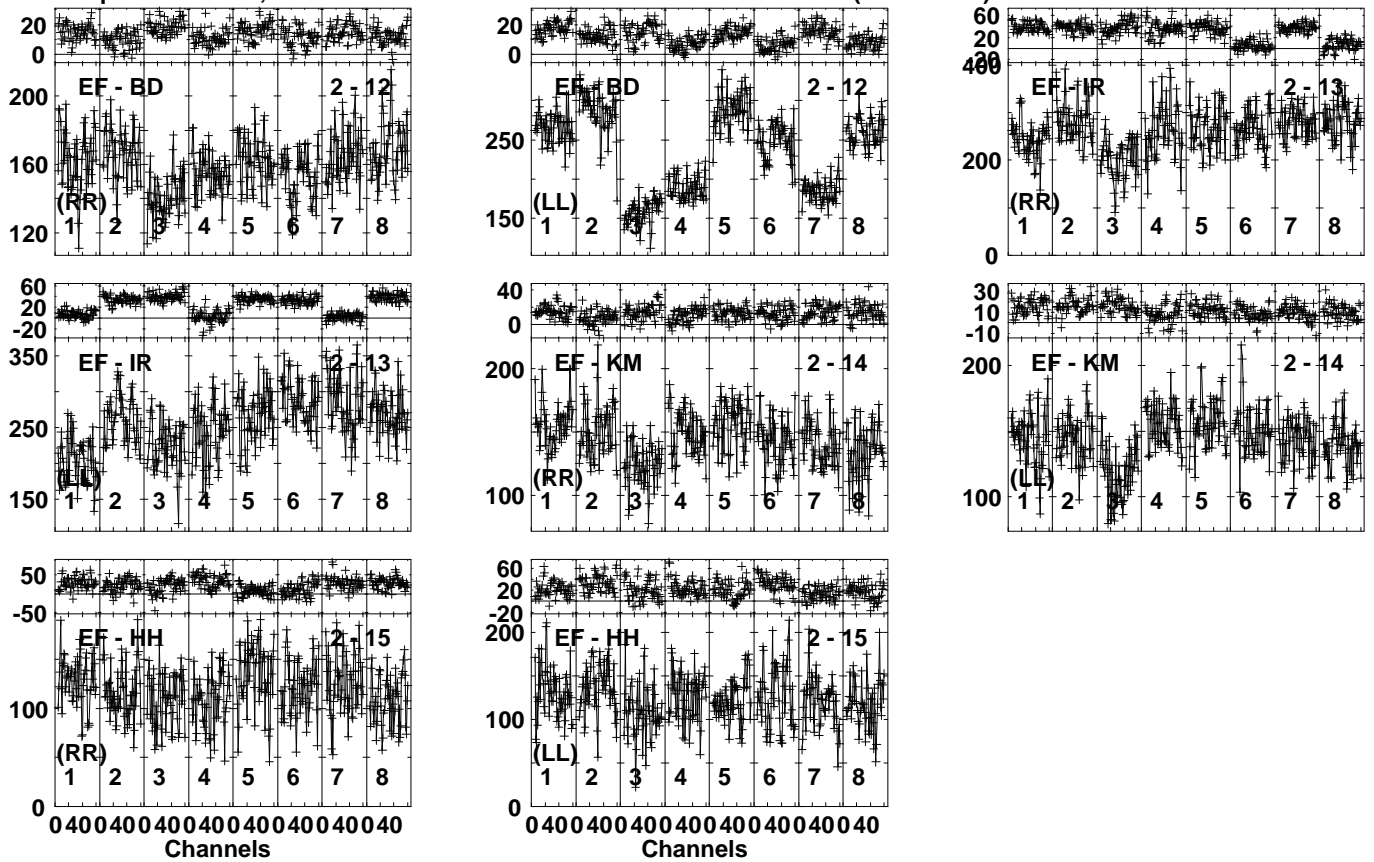 20 0
EF - BD 2 - 12
200 160 120
(RR)
1 2 3 4 5 6 7 8
20 0
EF - BD 2 - 12
250 150
(LL)
1 2 3 4 5 6 7 8
60 20 20
EF - IR 2 - 13
400 200 0
(RR)
1 2 3 4 5 6 7 8
60 20 -20
EF - IR 2 - 13
350 250 150
(LL)
1 2 3 4 5 6 7 8
40 0
EF - KM 2 - 14
200 100
(RR)
1 2 3 4 5 6 7 8
30 10 -10
EF - KM 2 - 14
200 100
(LL)
1 2 3 4 5 6 7 8
50 -50
EF - HH 2 - 15
100 0
(RR)
1 2 3 4 5 6 7 8
0 40 0 40 0 40 0 40 0 40 0 40 0 40 0 40
Channels
60 20 -20
EF - HH 2 - 15
200 100 0
(LL)
1 2 3 4 5 6 7 8
0 40 0 40 0 40 0 40 0 40 0 40 0 40 0 40
Channels